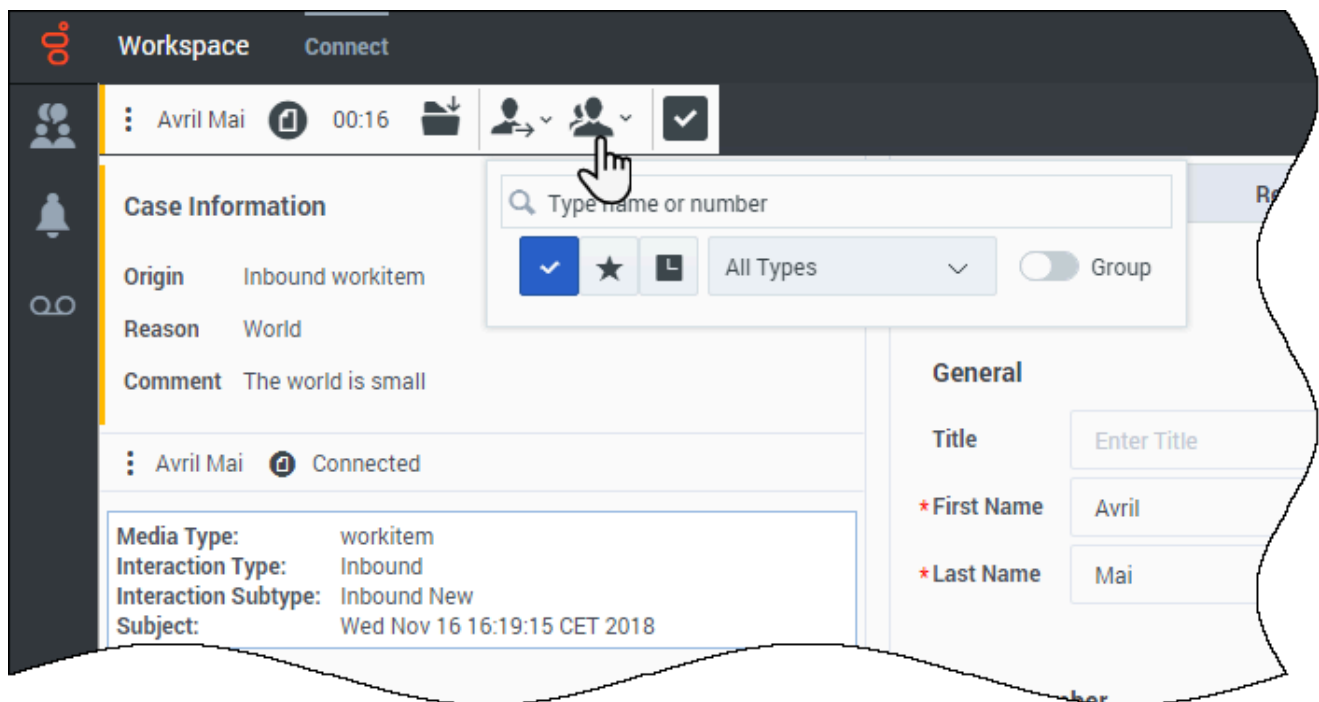 Workspace Connect
Avril Mai 00:16
Type name or number
All Types Group
Case Information
Origin Inbound workitem
Reason World
Comment The world is small
Avril Mai Connected
Media Type: workitem
Interaction Type: Inbound
Interaction Subtype: Inbound New
Subject: Wed Nov 16 16:19:15 CET 2018
General
Title Enter Title
*First Name Avril
*Last Name Mai